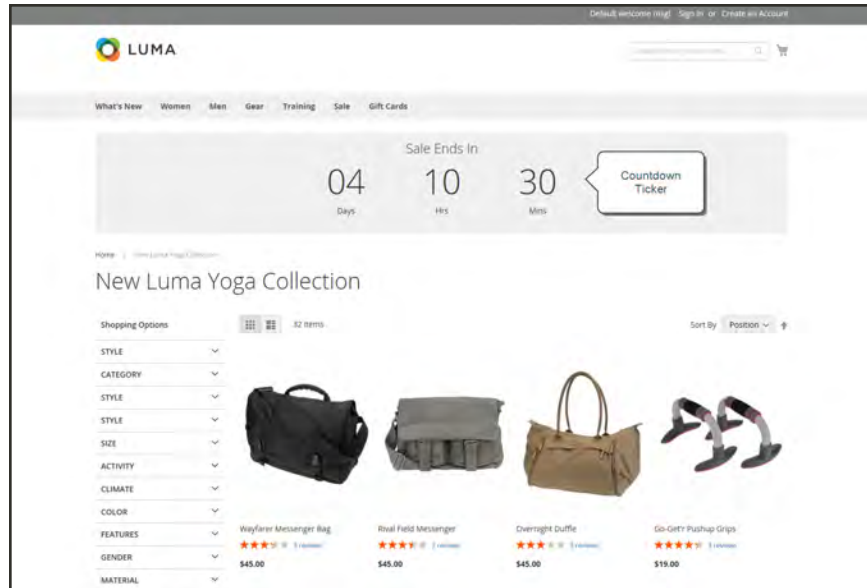 Default welcome msg! Sign In or Create an Account
LUMA
What's New Women Men Gear Training Sale Gift Cards
Sale Ends In
04 10 30
Days Hrs Mins
Countdown
Ticker
Home
New Luma Yoga Collection
Shopping Options
32 items
Sort By Position
STYLE
CATEGORY
STYLE
STYLE
SIZE
ACTIVITY
CLIMATE
COLOR
FEATURES
GENDER
MATERIAL
Wayfarer Messenger Bag Rival Field Messenger Overnight Duffle Go-Get'r Pushup Grips
$45.00 $45.00 $45.00 $19.00